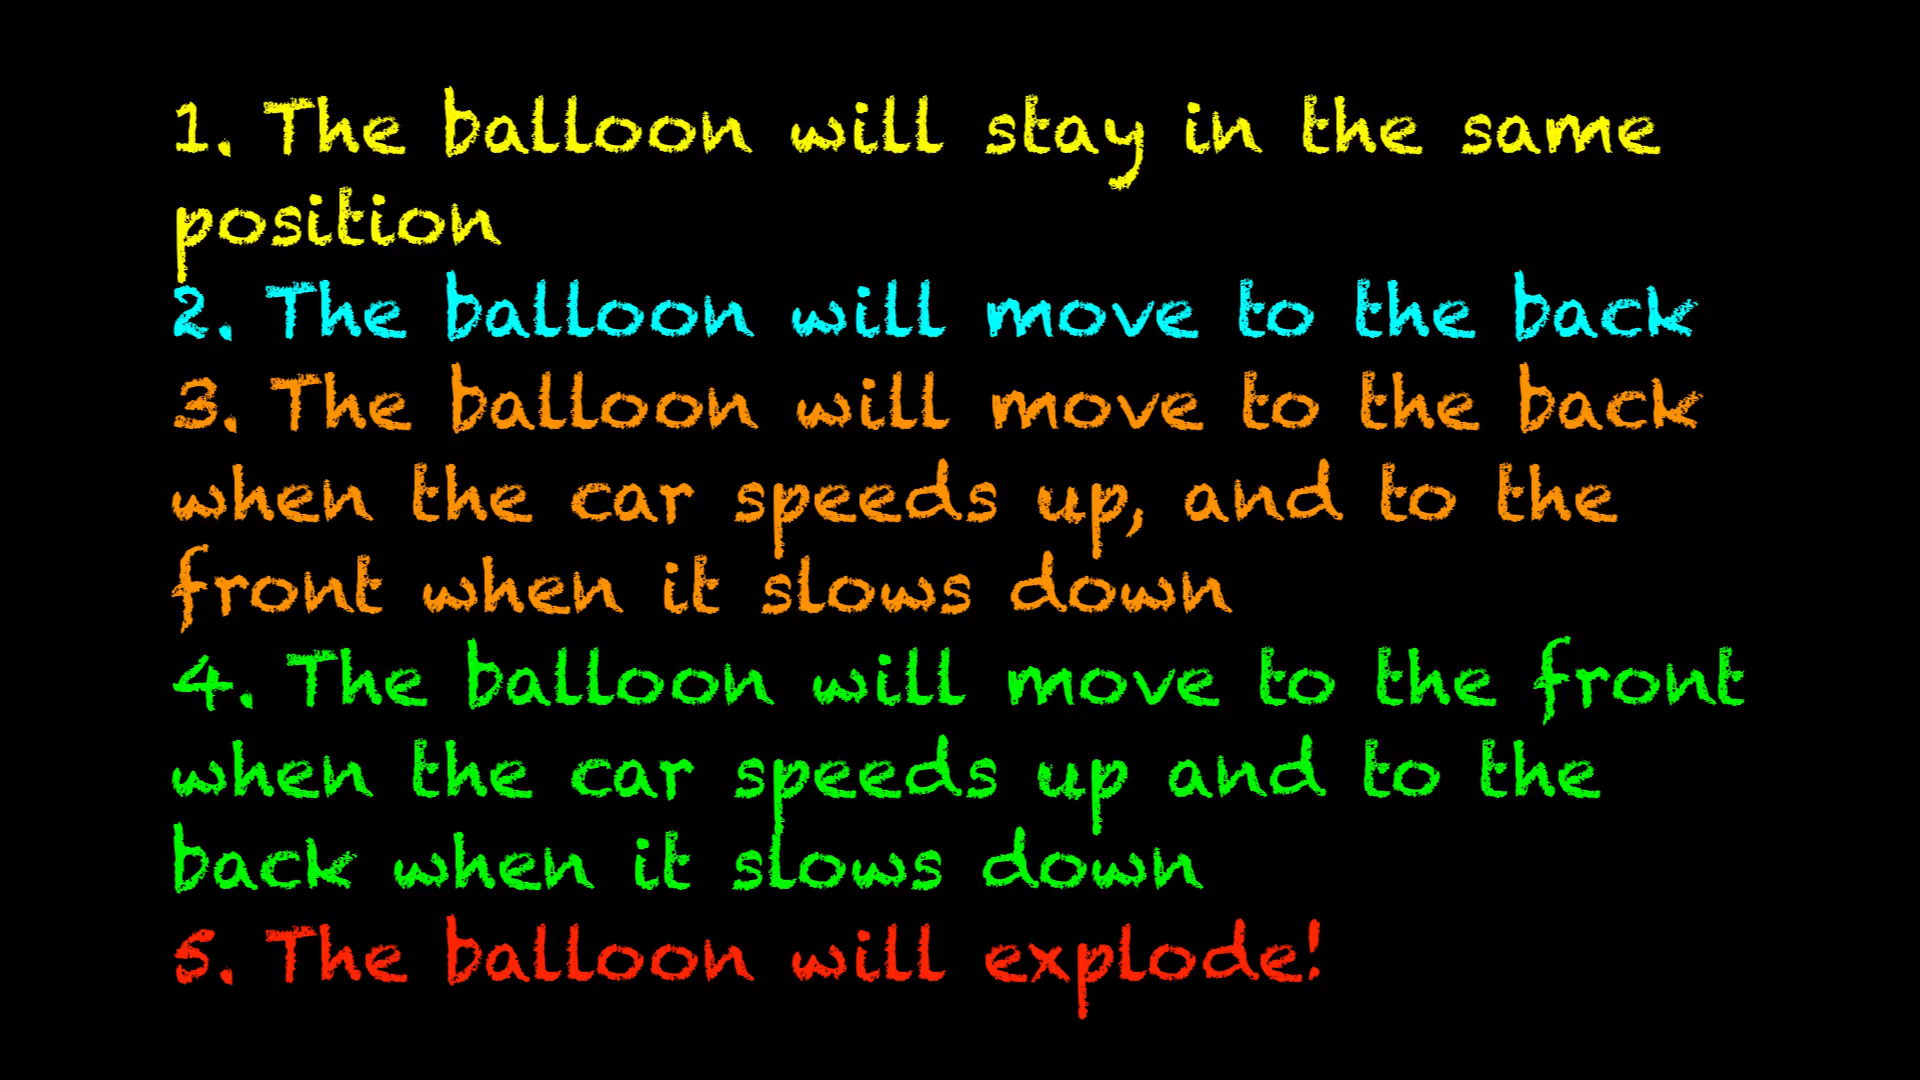 1. The balloon will stay in the same
position
2. The balloon will move to the back
3. The balloon will move to the back
when the car speeds up, and to the
front when it slows down
4. The balloon will move to the front
when the car speeds up and to the
back when it slows down
5. The balloon will explode!